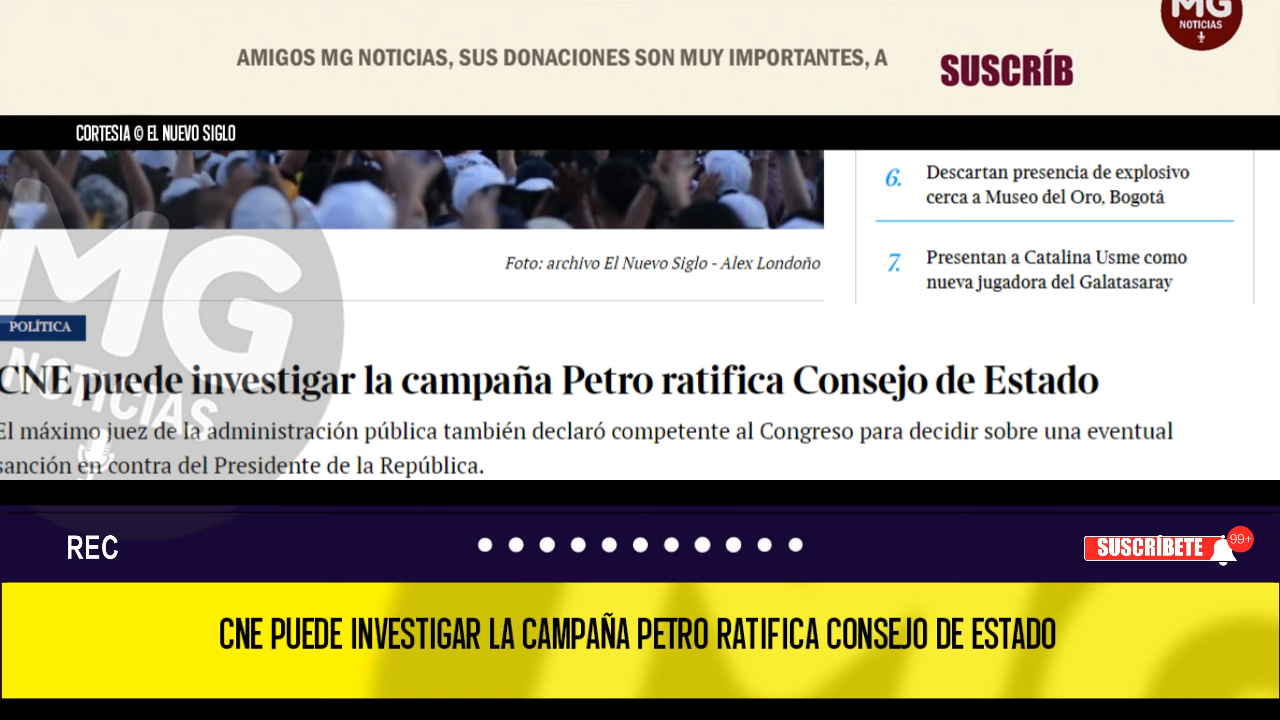 MG
NOTICIAS
AMIGOS MG NOTICIAS, SUS DONACIONES SON MUY IMPORTANTES, A
SUSCRÍB
CORTESIA © EL NUEVO SIGLO
6.
Descartan presencia de explosivo
cerca a Museo del Oro, Bogotá
Foto: archivo El Nuevo Siglo - Alex Londoño
7.
Presentan a Catalina Usme como
nueva jugadora del Galatasaray
MG
NOTICIAS
POLÍTICA
CNE puede investigar la campaña Petro ratifica Consejo de Estado
El máximo juez de la administración pública también declaró competente al Congreso para decidir sobre una eventual
sanción en contra del Presidente de la República.
REC
SUSCRÍBETE
99+
CNE PUEDE INVESTIGAR LA CAMPAÑA PETRO RATIFICA CONSEJO DE ESTADO